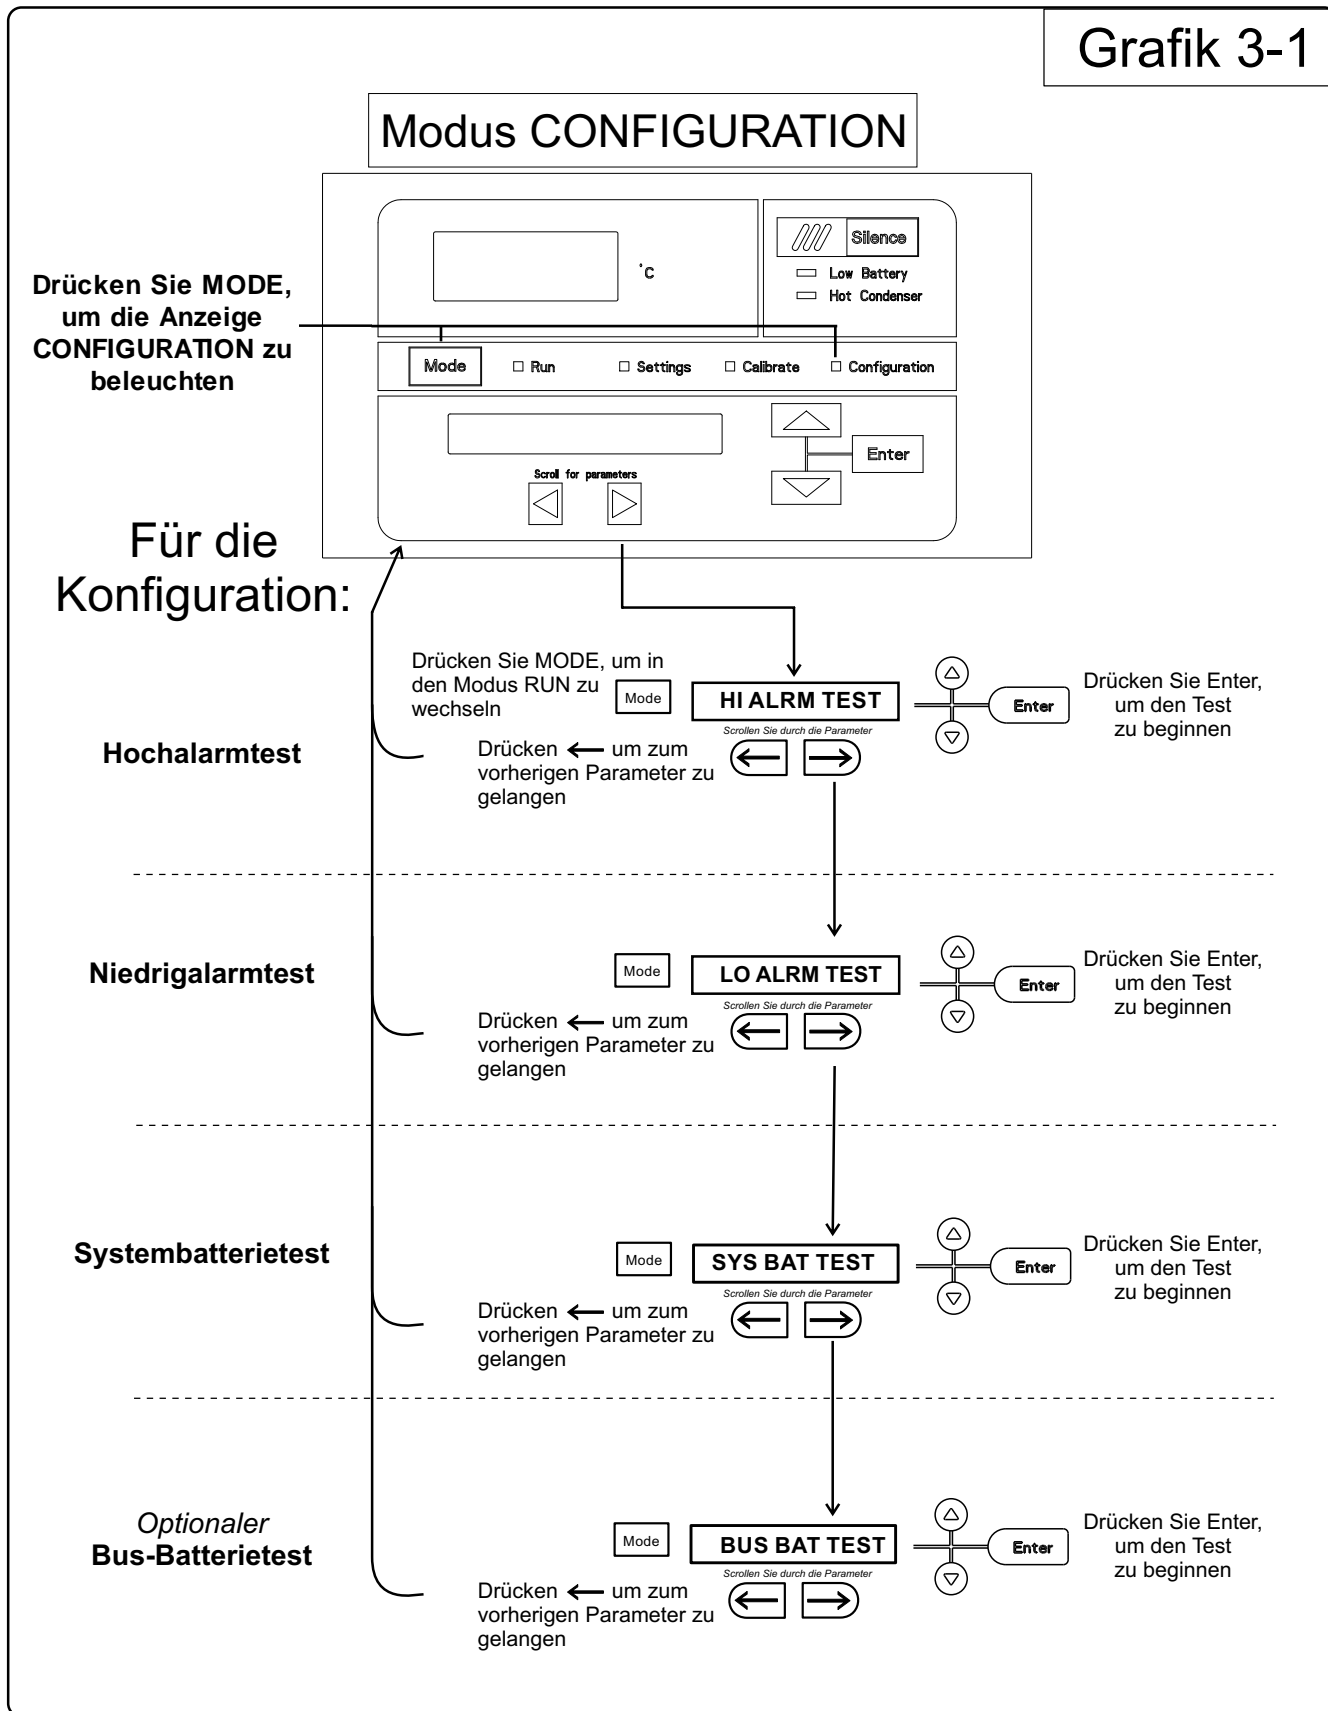 Grafik 3-1
Modus CONFIGURATION
Silence
°C
Low Battery
Hot Condenser
Drücken Sie MODE,
um die Anzeige
CONFIGURATION zu
beleuchten
Mode
Run
Settings
Calibrate
Configuration
Enter
Scroll for parameters
Für die
Konfiguration:
Drücken Sie MODE, um in
den Modus RUN zu
wechseln
Mode
HI ALRM TEST
Scrollen Sie durch die Parameter
Enter
Drücken Sie Enter,
um den Test
zu beginnen
Hochalarmtest
Drücken ← um zum
vorherigen Parameter zu
gelangen
Niedrigalarmtest
Mode
LO ALRM TEST
Scrollen Sie durch die Parameter
Enter
Drücken Sie Enter,
um den Test
zu beginnen
Drücken ← um zum
vorherigen Parameter zu
gelangen
Systembatterietest
Mode
SYS BAT TEST
Scrollen Sie durch die Parameter
Enter
Drücken Sie Enter,
um den Test
zu beginnen
Drücken ← um zum
vorherigen Parameter zu
gelangen
Optionaler
Bus-Batterietest
Mode
BUS BAT TEST
Scrollen Sie durch die Parameter
Enter
Drücken Sie Enter,
um den Test
zu beginnen
Drücken ← um zum
vorherigen Parameter zu
gelangen